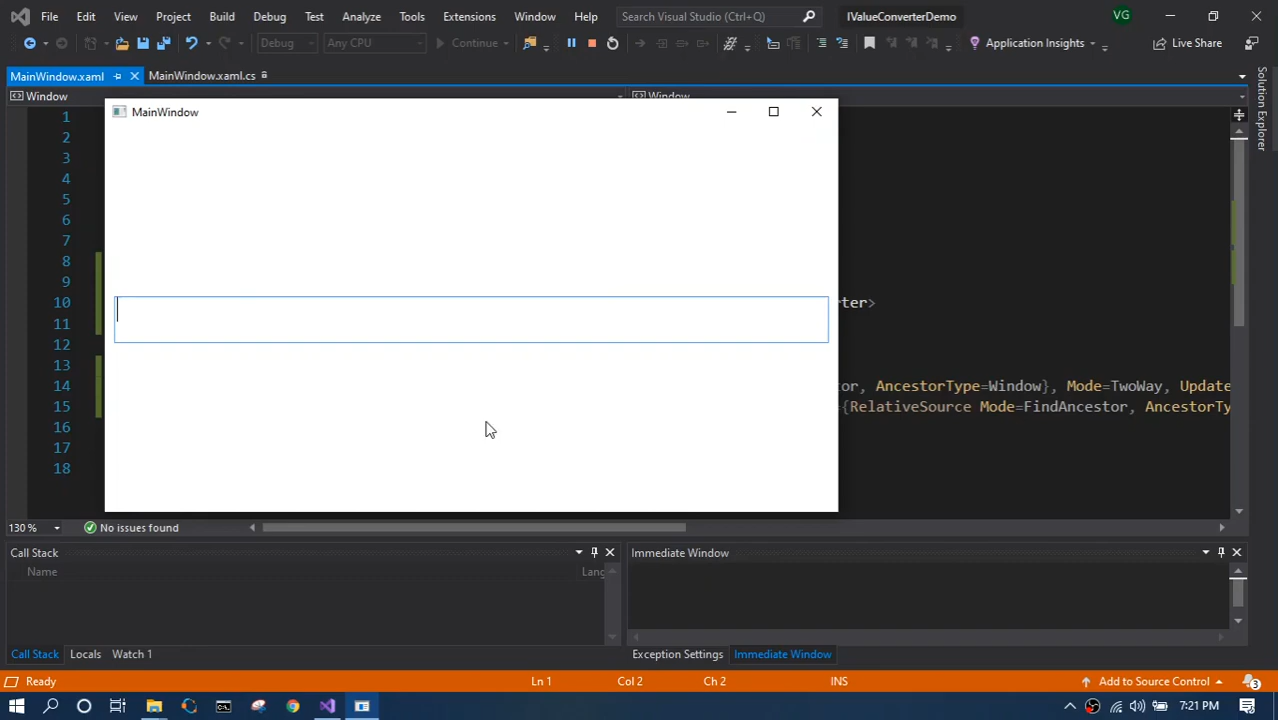 File Edit View Project Build Debug Test Analyze Tools Extensions Window Help Search Visual Studio (Ctrl+Q) IValueConverterDemo VG
Debug Any CPU Continue Application Insights Live Share
MainWindow.xaml MainWindow.xaml.cs
Window Window
MainWindow
Solution Explorer
1
2
3
4
5
6
7
8
9
10 rter>
11
12
13
14 or, AncestorType=Window}, Mode=TwoWay, Update
15 {RelativeSource Mode=FindAncestor, AncestorTy
16
17
18
130 % No issues found
Call Stack Immediate Window
Name Lang
Call Stack Locals Watch 1 Exception Settings Immediate Window
Ready Ln 1 Col 2 Ch 2 INS Add to Source Control 3
7:21 PM